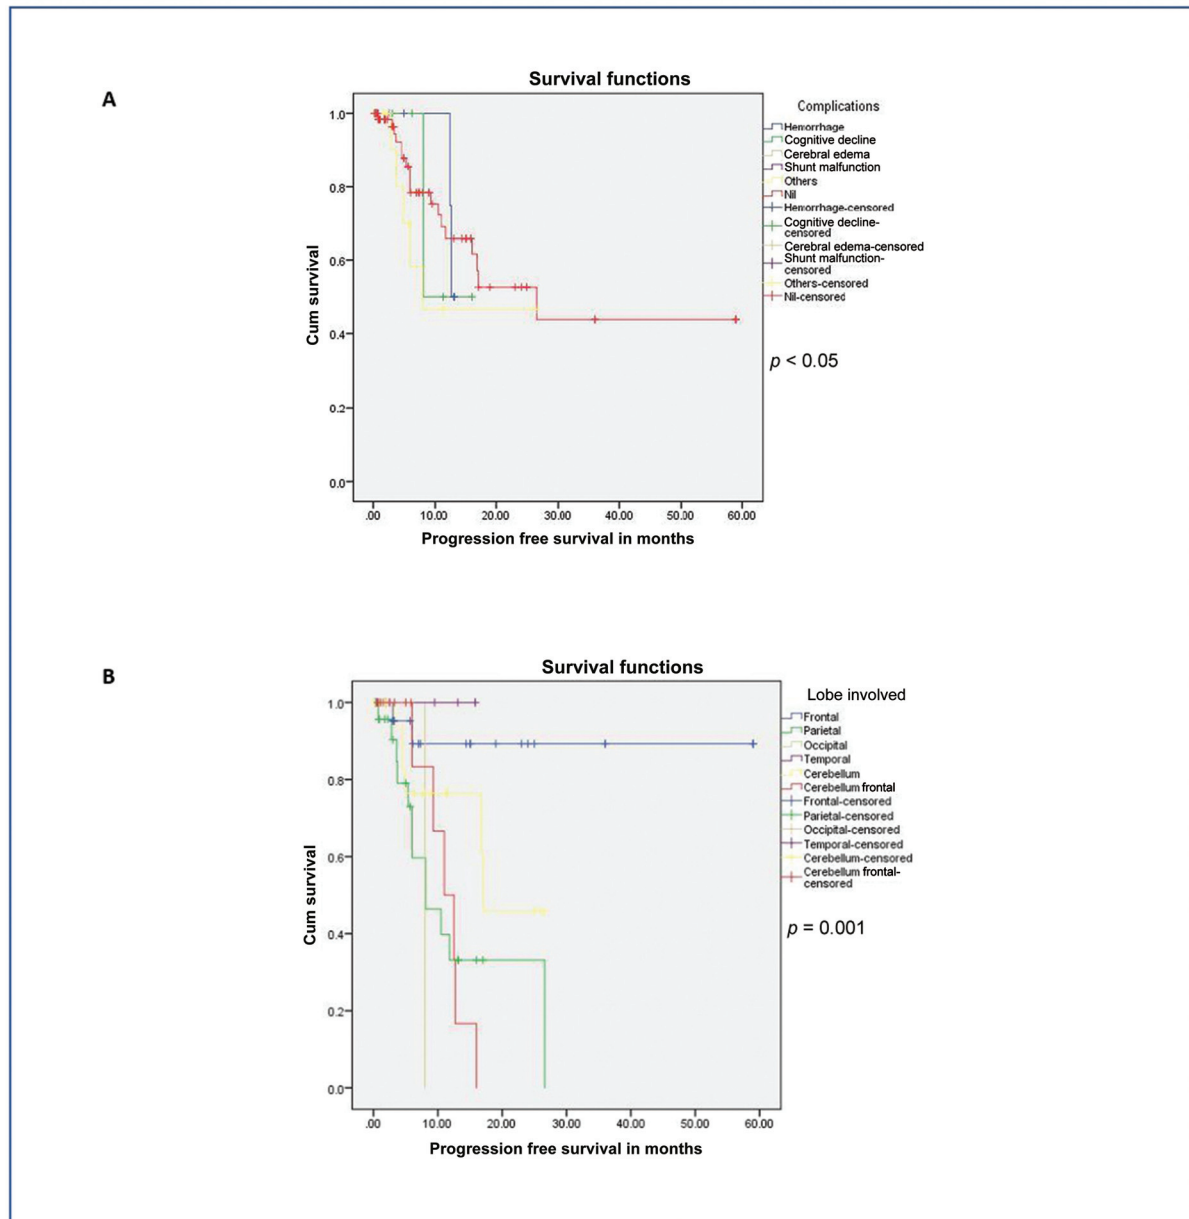 A
Survival functions
Complications
Hemorrhage
Cognitive decline
Cerebral edema
Shunt malfunction
Others
Nil
Hemorrhage-censored
Cognitive decline-
censored
Cerebral edema-censored
Shunt malfunction-
censored
Others-censored
Nil-censored
p < 0.05
Cum survival
1.0
0.8
0.6
0.4
0.2
0.0
.00 10.00 20.00 30.00 40.00 50.00 60.00
Progression free survival in months
B
Survival functions
Lobe involved
Frontal
Parietal
Occipital
Temporal
Cerebellum
Cerebellum frontal
Frontal-censored
Parietal-censored
Occipital-censored
Temporal-censored
Cerebellum-censored
Cerebellum frontal-
censored
p = 0.001
Cum survival
1.0
0.8
0.6
0.4
0.2
0.0
.00 10.00 20.00 30.00 40.00 50.00 60.00
Progression free survival in months